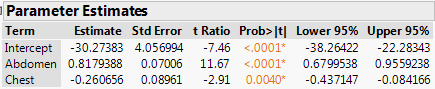 Parameter Estimates
Term Estimate Std Error t Ratio Prob>|t| Lower 95% Upper 95%
Intercept -30.27383 4.056994 -7.46 <.0001* -38.26422 -22.28343
Abdomen 0.8179388 0.07006 11.67 <.0001* 0.6799538 0.9559238
Chest -0.260656 0.08961 -2.91 0.0040* -0.437147 -0.084166